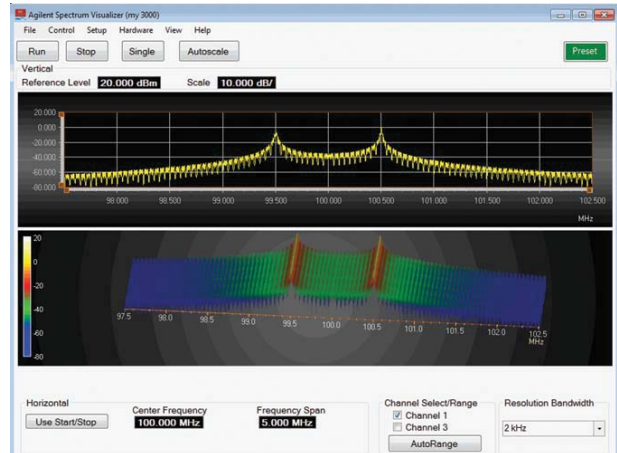 Agilent Spectrum Visualizer (my 3000)
File Control Setup Hardware View Help
Run Stop Single Autoscale Preset
Vertical
Reference Level 20.000 dBm Scale 10.000 dB/
20.000
0.000
-20.000
-40.000
-60.000
-80.000
98.000 98.500 99.000 99.500 100.000 100.500 101.000 101.500 102.000 102.500
MHz
20
0
-20
-40
-60
-80
97.5 98.0 98.5 99.0 99.5 100.0 100.5 101.0 101.5 102.0 102.5
MHz
Horizontal
Use Start/Stop
Center Frequency
100.000 MHz
Frequency Span
5.000 MHz
Channel Select/Range
Channel 1
Channel 3
AutoRange
Resolution Bandwidth
2 kHz